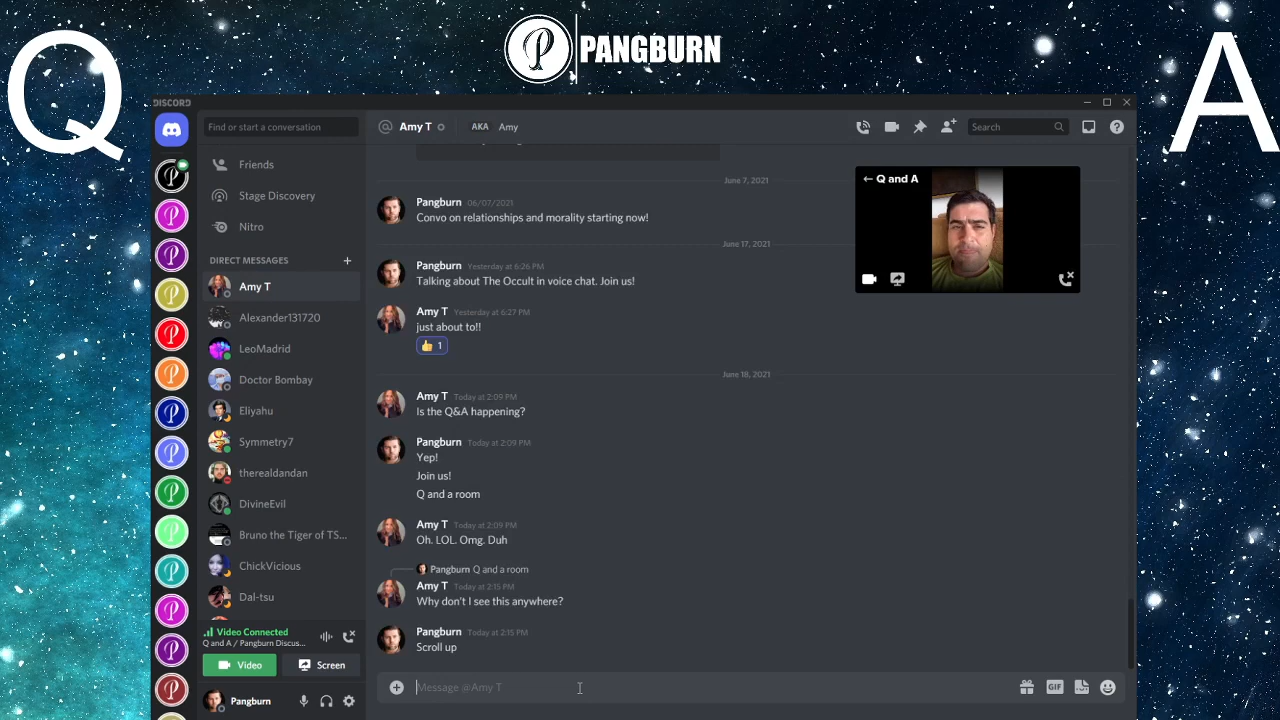 Q
A
P
PANGBURN
DISCORD
Find or start a conversation
Friends
Stage Discovery
Nitro
DIRECT MESSAGES
Amy T
Alexander131720
LeoMadrid
Doctor Bombay
Eliyahu
Symmetry7
therealdandan
DivineEvil
Bruno the Tiger of TS...
ChickVicious
Dal-tsu
Video Connected
Q and A / Pangburn Discus...
Video
Screen
Pangburn
Amy T
AKA Amy
Search
June 7, 2021
Pangburn 06/07/2021
Convo on relationships and morality starting now!
June 17, 2021
Pangburn Yesterday at 6:26 PM
Talking about The Occult in voice chat. Join us!
Amy T Yesterday at 6:27 PM
just about to!!
1
June 18, 2021
Amy T Today at 2:09 PM
Is the Q&A happening?
Pangburn Today at 2:09 PM
Yep!
Join us!
Q and a room
Amy T Today at 2:09 PM
Oh. LOL. Omg. Duh
Pangburn Q and a room
Amy T Today at 2:15 PM
Why don't I see this anywhere?
Pangburn Today at 2:15 PM
Scroll up
Message @Amy T
GIF
← Q and A